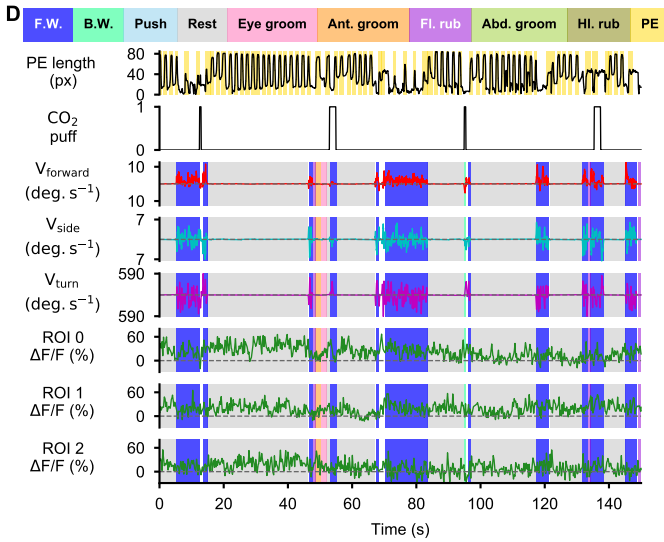 D
F.W. B.W. Push Rest Eye groom Ant. groom Fl. rub Abd. groom Hl. rub PE
PE length
(px)
80
40
0
CO₂
puff
1
0
V_forward
(deg. s⁻¹)
10
10
V_side
(deg. s⁻¹)
7
7
V_turn
(deg. s⁻¹)
590
590
ROI 0
ΔF/F (%)
60
0
ROI 1
ΔF/F (%)
60
0
ROI 2
ΔF/F (%)
60
0
0 20 40 60 80 100 120 140
Time (s)